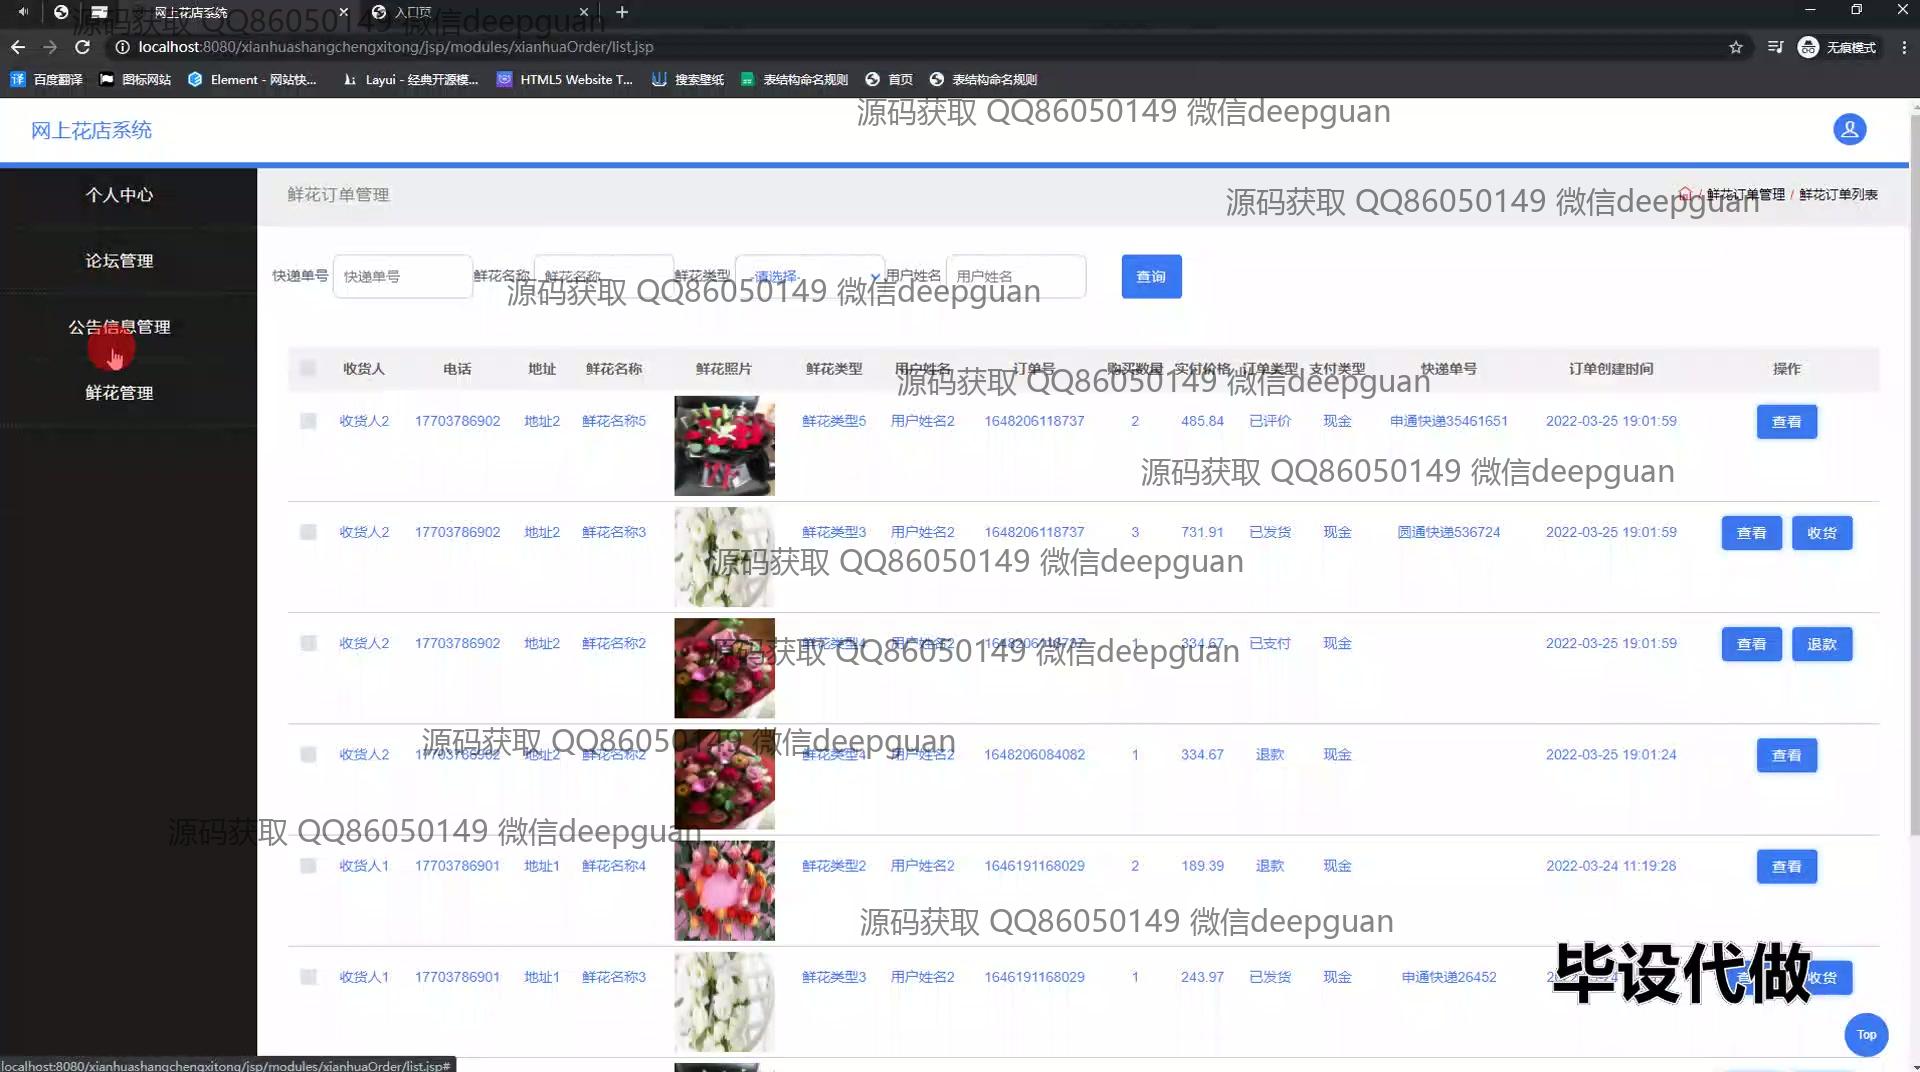 网上花店系统
入口页
源码获取 QQ86050149 微信deepguan
localhost:8080/xianhuashangchengxitong/jsp/modules/xianhuaOrder/list.jsp
无痕模式
百度翻译 图标网站 Element - 网站快... Layui - 经典开源模... HTML5 Website T... 搜索壁纸 表结构命名规则 首页 表结构命名规则
源码获取 QQ86050149 微信deepguan
网上花店系统
个人中心
鲜花订单管理
/ 鲜花订单管理 / 鲜花订单列表
源码获取 QQ86050149 微信deepguan
论坛管理
快递单号 快递单号 鲜花名称 鲜花名称 鲜花类型 -请选择- 用户姓名 用户姓名 查询
源码获取 QQ86050149 微信deepguan
公告信息管理
鲜花管理
收货人 电话 地址 鲜花名称 鲜花照片 鲜花类型 用户姓名 订单号 购买数量 实付价格 订单类型 支付类型 快递单号 订单创建时间 操作
源码获取 QQ86050149 微信deepguan
收货人2 17703786902 地址2 鲜花名称5 鲜花类型5 用户姓名2 1648206118737 2 485.84 已评价 现金 申通快递35461651 2022-03-25 19:01:59 查看
源码获取 QQ86050149 微信deepguan
收货人2 17703786902 地址2 鲜花名称3 鲜花类型3 用户姓名2 1648206118737 3 731.91 已发货 现金 圆通快递536724 2022-03-25 19:01:59 查看 收货
源码获取 QQ86050149 微信deepguan
收货人2 17703786902 地址2 鲜花名称2 鲜花类型4 用户姓名2 1648206118737 1 334.67 已支付 现金 2022-03-25 19:01:59 查看 退款
源码获取 QQ86050149 微信deepguan
源码获取 QQ86050149 微信deepguan
收货人2 17703786902 地址2 鲜花名称2 鲜花类型4 用户姓名2 1648206084082 1 334.67 退款 现金 2022-03-25 19:01:24 查看
源码获取 QQ86050149 微信deepguan
收货人1 17703786901 地址1 鲜花名称4 鲜花类型2 用户姓名2 1646191168029 2 189.39 退款 现金 2022-03-24 11:19:28 查看
源码获取 QQ86050149 微信deepguan
收货人1 17703786901 地址1 鲜花名称3 鲜花类型3 用户姓名2 1646191168029 1 243.97 已发货 现金 申通快递26452 收货
毕设代做
Top
localhost:8080/xianhuashangchengxitong/jsp/modules/xianhuaOrder/list.jsp#